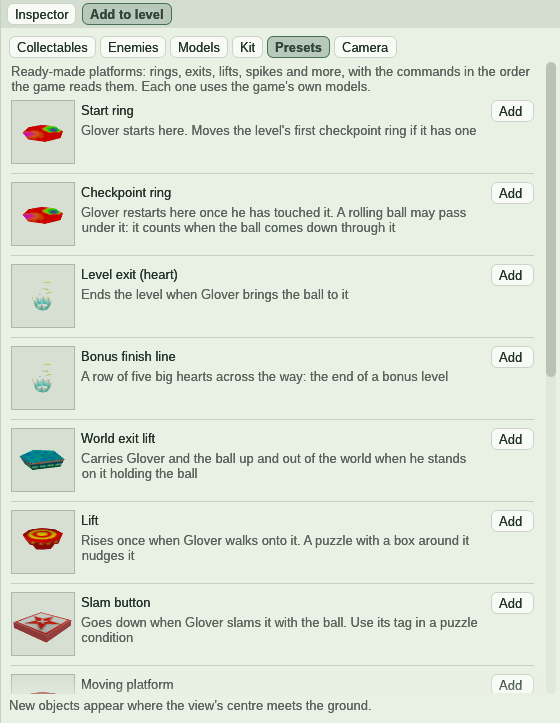 Inspector Add to level
Collectables Enemies Models Kit Presets Camera
Ready-made platforms: rings, exits, lifts, spikes and more, with the commands in the order
the game reads them. Each one uses the game's own models.
Start ring Add
Glover starts here. Moves the level's first checkpoint ring if it has one
Checkpoint ring Add
Glover restarts here once he has touched it. A rolling ball may pass
under it: it counts when the ball comes down through it
Level exit (heart) Add
Ends the level when Glover brings the ball to it
Bonus finish line Add
A row of five big hearts across the way: the end of a bonus level
World exit lift Add
Carries Glover and the ball up and out of the world when he stands
on it holding the ball
Lift Add
Rises once when Glover walks onto it. A puzzle with a box around it
nudges it
Slam button Add
Goes down when Glover slams it with the ball. Use its tag in a puzzle
condition
Moving platform Add
New objects appear where the view's centre meets the ground.